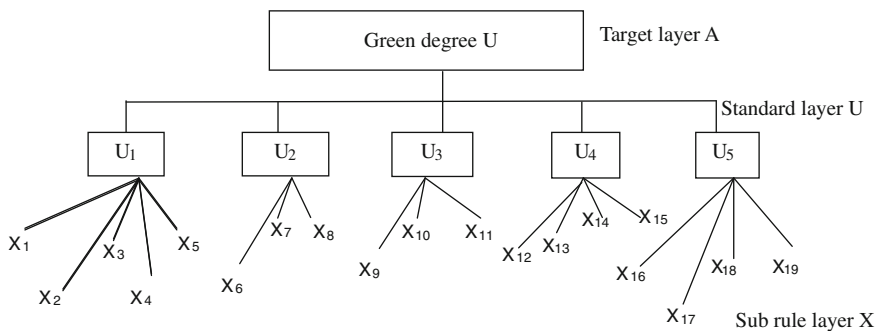 Green degree U
Target layer A
Standard layer U
U1 U2 U3 U4 U5
X1 X2 X3 X4 X5 X6 X7 X8 X9 X10 X11 X12 X13 X14 X15 X16 X17 X18 X19
Sub rule layer X